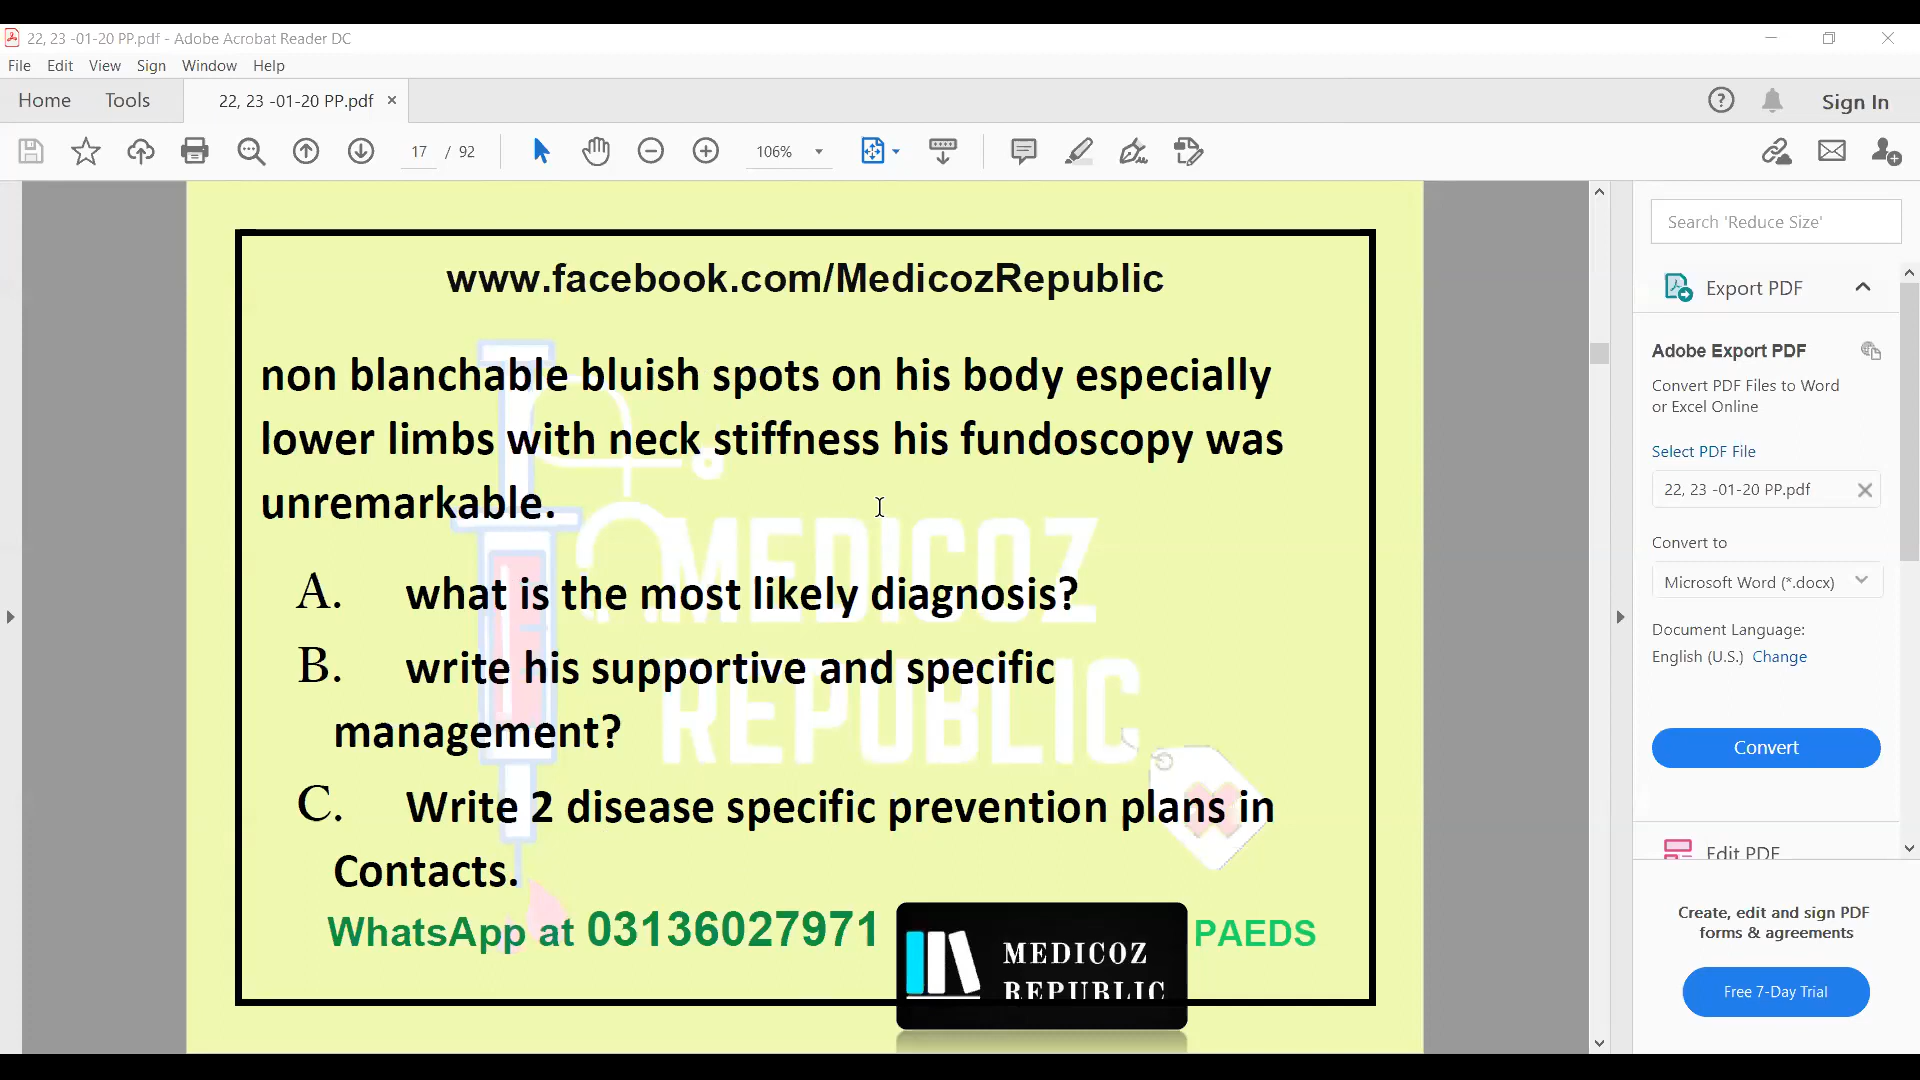 22, 23 -01-20 PP.pdf - Adobe Acrobat Reader DC
File Edit View Sign Window Help
Home Tools 22, 23 -01-20 PP.pdf × Sign In
17 / 92 106%
www.facebook.com/MedicozRepublic
non blanchable bluish spots on his body especially
lower limbs with neck stiffness his fundoscopy was
unremarkable.
A. what is the most likely diagnosis?
B. write his supportive and specific
management?
C. Write 2 disease specific prevention plans in
Contacts.
WhatsApp at 03136027971 PAEDS
MEDICOZ
REPUBLIC
MEDICOZ
REPUBLIC
Search 'Reduce Size'
Export PDF
Adobe Export PDF
Convert PDF Files to Word
or Excel Online
Select PDF File
22, 23 -01-20 PP.pdf
Convert to
Microsoft Word (*.docx)
Document Language:
English (U.S.) Change
Convert
Edit PDF
Create, edit and sign PDF
forms & agreements
Free 7-Day Trial